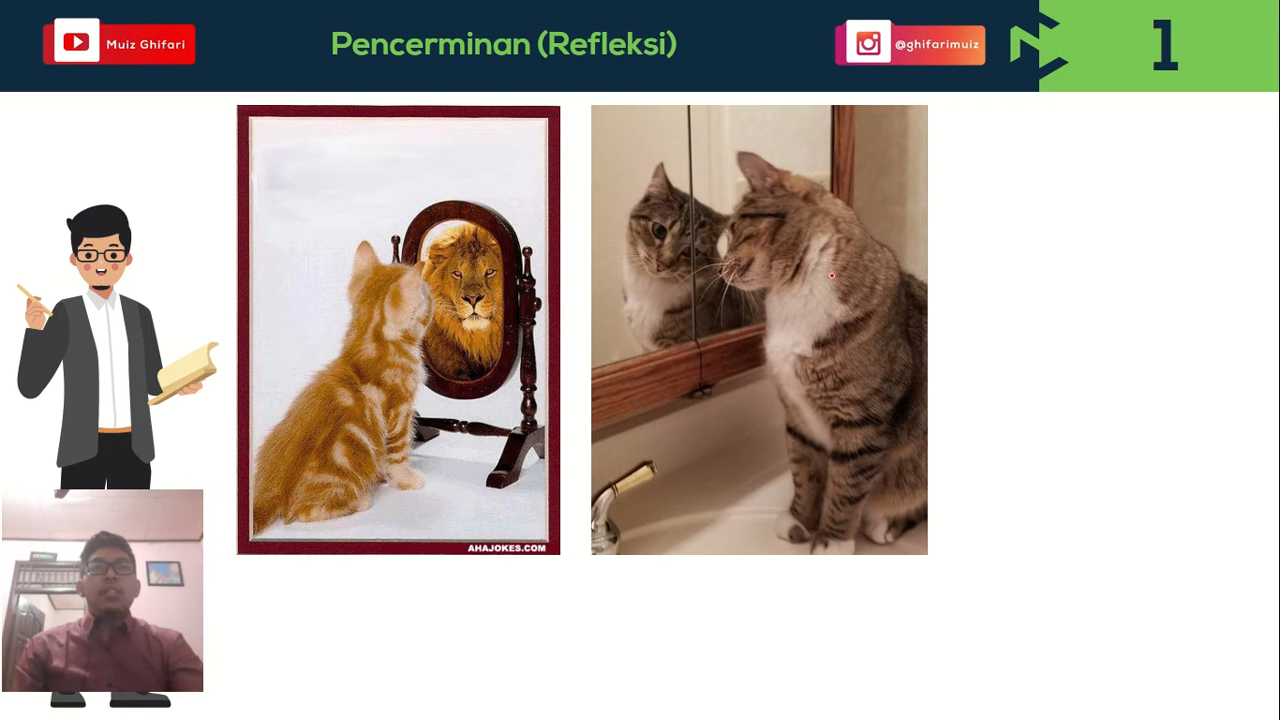 Muiz Ghifari
Pencerminan (Refleksi)
@ghifarimuiz
1
AHAJOKES.COM